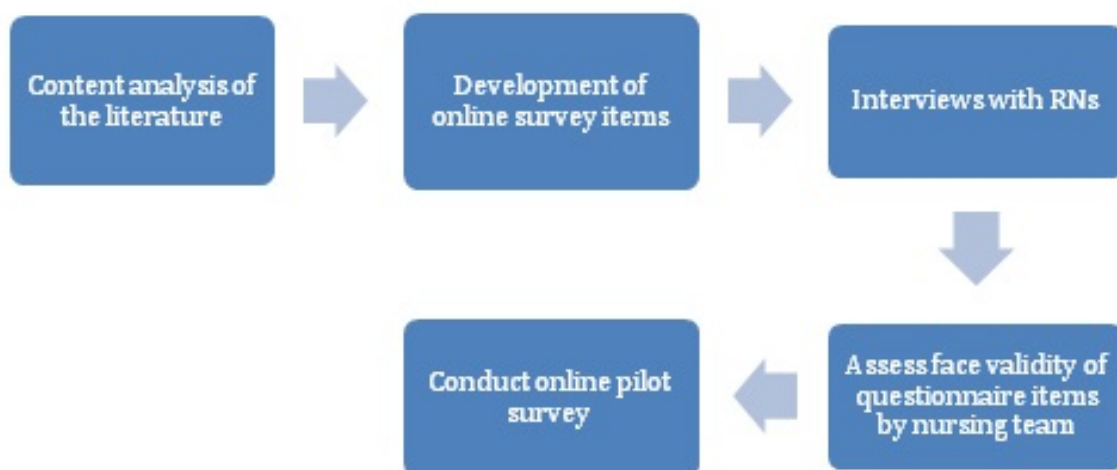 Content analysis of
the literature
Development of
online survey items
Interviews with RNs
Assess face validity of
questionnaire items
by nursing team
Conduct online pilot
survey